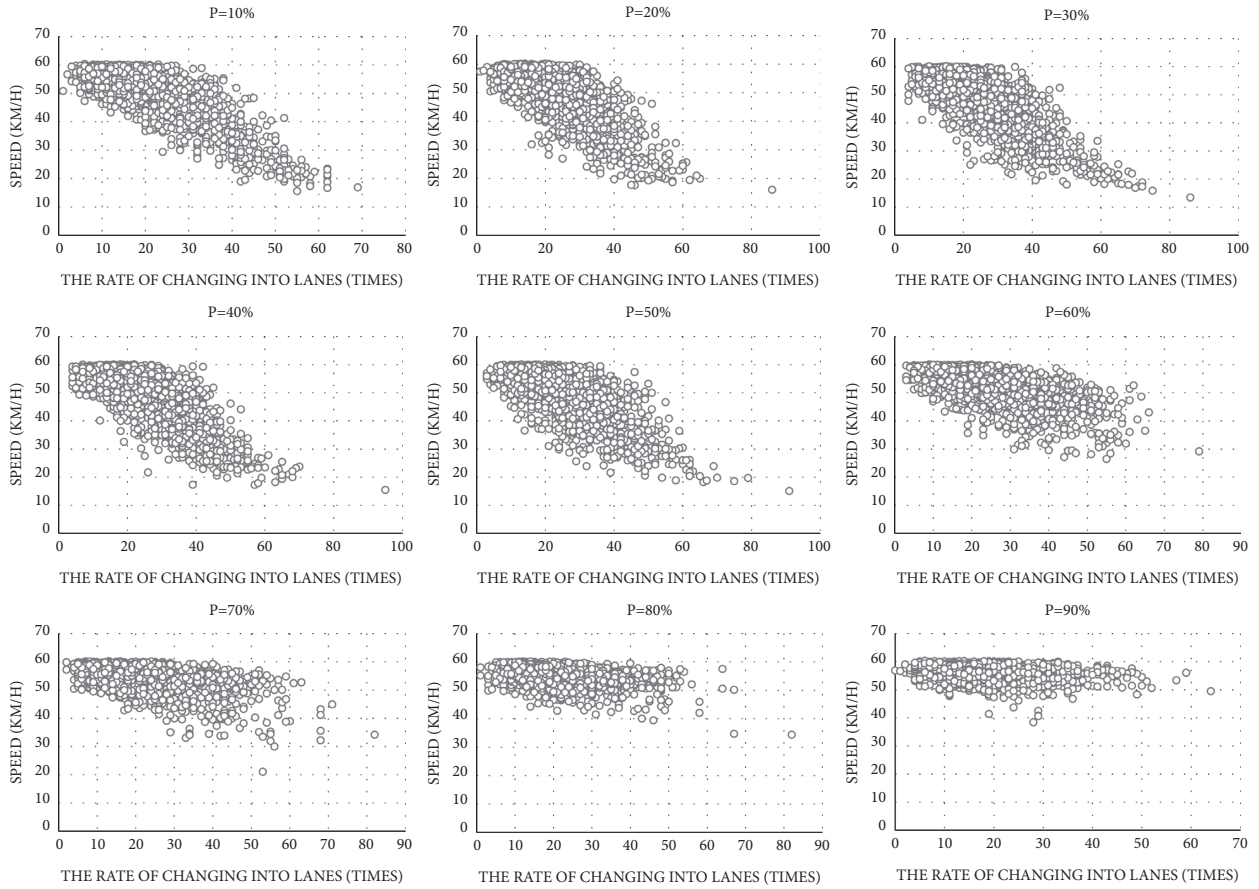 P=10%
70
60
50
40
30
20
10
0
SPEED (KM/H)
0 10 20 30 40 50 60 70 80
THE RATE OF CHANGING INTO LANES (TIMES)
P=20%
70
60
50
40
30
20
10
0
SPEED (KM/H)
0 20 40 60 80 100
THE RATE OF CHANGING INTO LANES (TIMES)
P=30%
70
60
50
40
30
20
10
0
SPEED (KM/H)
0 20 40 60 80 100
THE RATE OF CHANGING INTO LANES (TIMES)
P=40%
70
60
50
40
30
20
10
0
SPEED (KM/H)
0 20 40 60 80 100
THE RATE OF CHANGING INTO LANES (TIMES)
P=50%
70
60
50
40
30
20
10
0
SPEED (KM/H)
0 20 40 60 80 100
THE RATE OF CHANGING INTO LANES (TIMES)
P=60%
70
60
50
40
30
20
10
0
SPEED (KM/H)
0 10 20 30 40 50 60 70 80 90
THE RATE OF CHANGING INTO LANES (TIMES)
P=70%
70
60
50
40
30
20
10
0
SPEED (KM/H)
0 10 20 30 40 50 60 70 80 90
THE RATE OF CHANGING INTO LANES (TIMES)
P=80%
70
60
50
40
30
20
10
0
SPEED (KM/H)
0 10 20 30 40 50 60 70 80 90
THE RATE OF CHANGING INTO LANES (TIMES)
P=90%
70
60
50
40
30
20
10
0
SPEED (KM/H)
0 10 20 30 40 50 60 70
THE RATE OF CHANGING INTO LANES (TIMES)